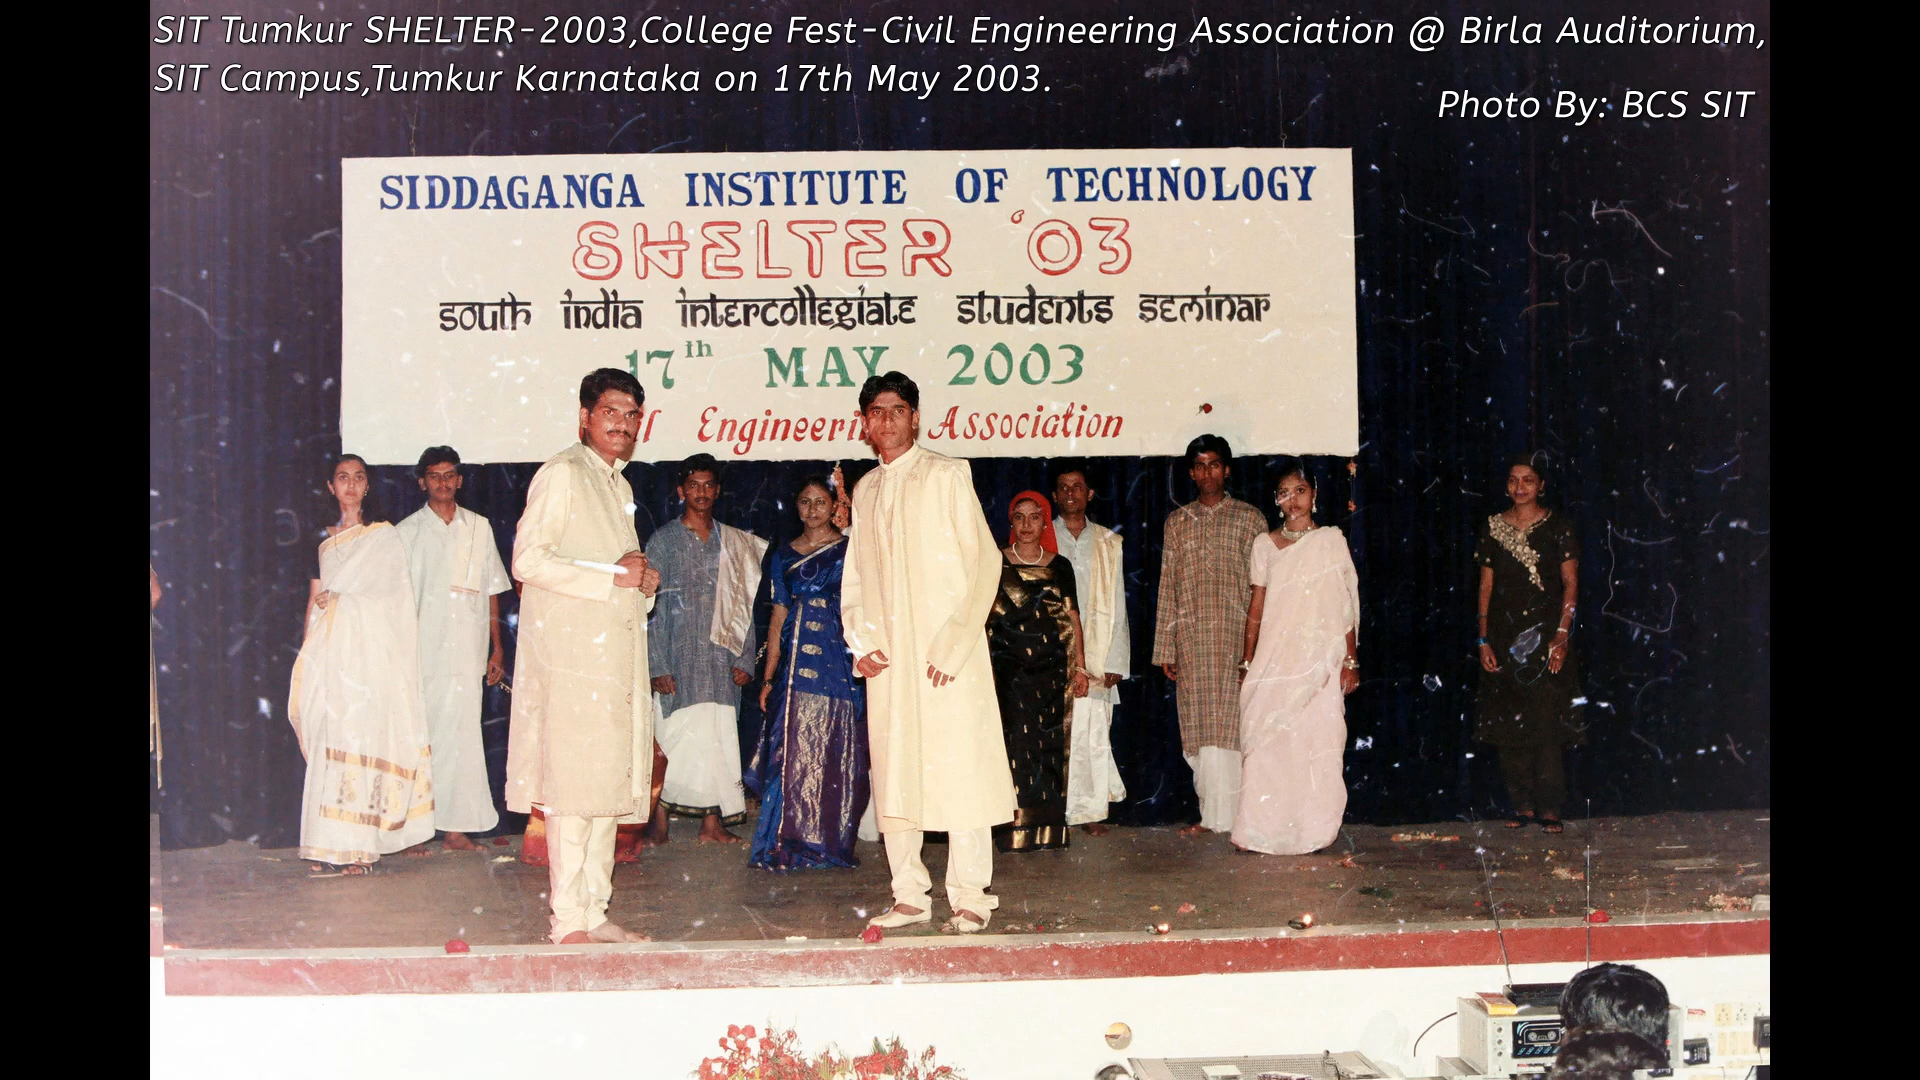 SIT Tumkur SHELTER-2003,College Fest-Civil Engineering Association @ Birla Auditorium,
SIT Campus,Tumkur Karnataka on 17th May 2003.
Photo By: BCS SIT
SIDDAGANGA INSTITUTE OF TECHNOLOGY
SHELTER '03
south india intercollegiate students seminar
17th MAY 2003
Association